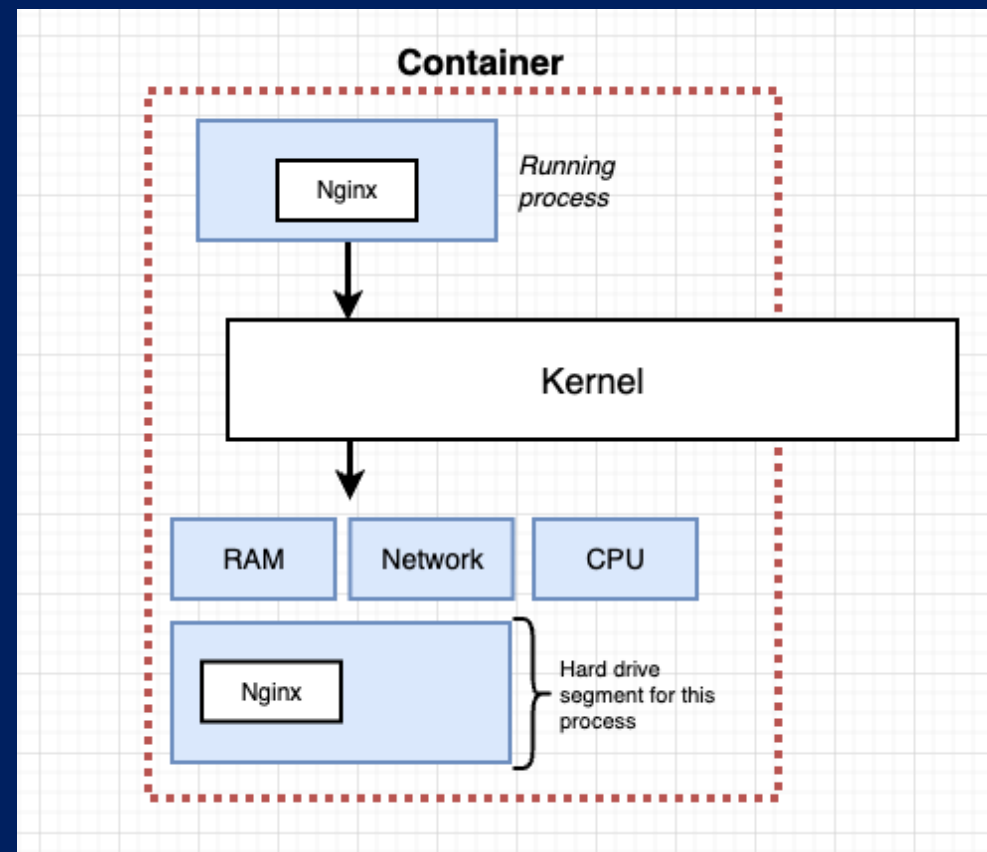 Container
Nginx
Running
process
Kernel
RAM
Network
CPU
Nginx
Hard drive
segment for this
process